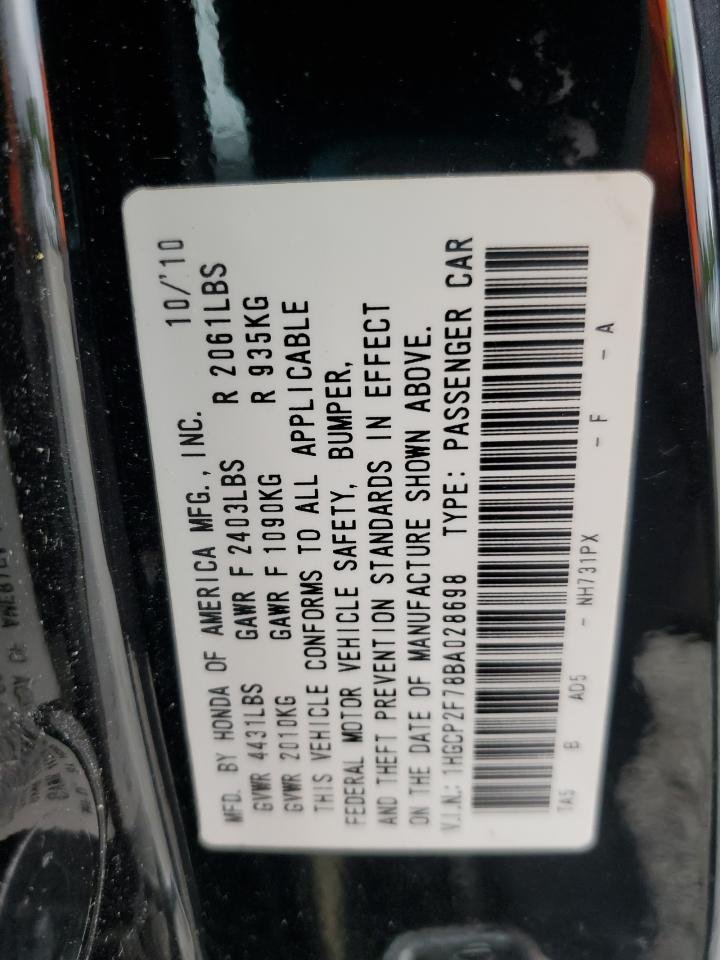 MFD. BY HONDA OF AMERICA MFG., INC. 10/'10
GVWR 4431LBS GAWR F 2403LBS R 2061LBS
GVWR 2010KG GAWR F 1090KG R 935KG
THIS VEHICLE CONFORMS TO ALL APPLICABLE
FEDERAL MOTOR VEHICLE SAFETY, BUMPER,
AND THEFT PREVENTION STANDARDS IN EFFECT
ON THE DATE OF MANUFACTURE SHOWN ABOVE.
V.I.N.: 1HGCP2F78BA028698 TYPE: PASSENGER CAR
TA5 B AD5 - NH731PX - F - A